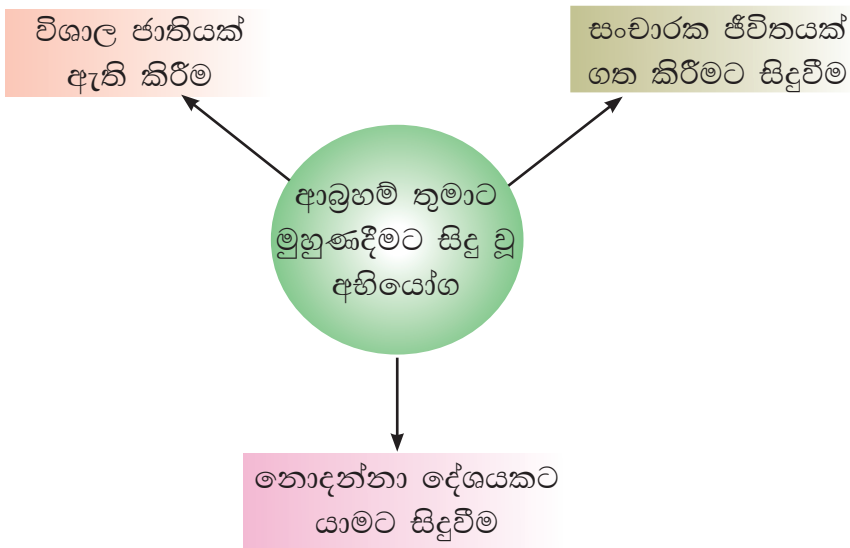 විශාල ජාතියක්
ඇති කිරීම
සංචාරක ජීවිතයක්
ගත කිරීමට සිදුවීම
ආබ්‍රහම් තුමාට
මුහුණදීමට සිදු වූ
අභියෝග
නොදන්නා දේශයකට
යාමට සිදුවීම